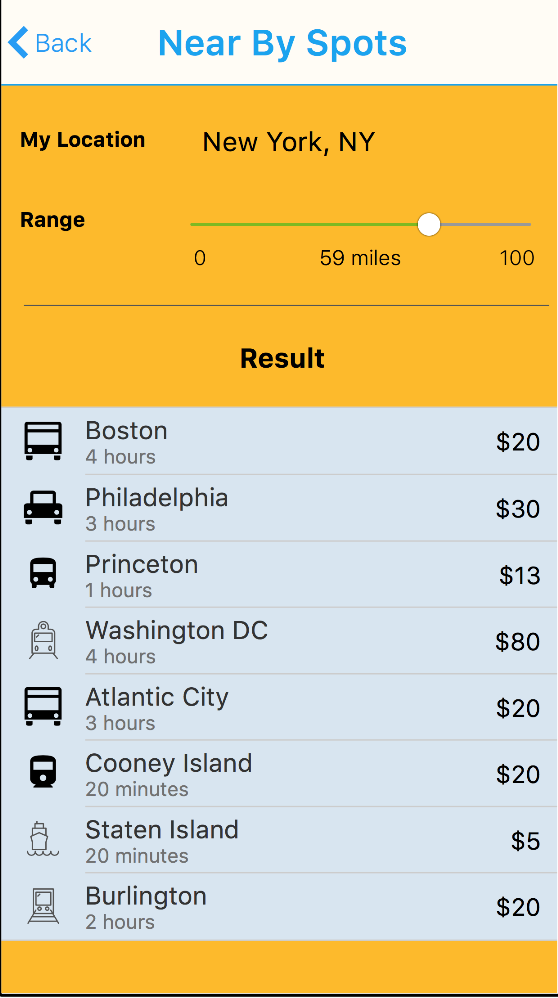 Back Near By Spots
My Location New York, NY
Range
0 59 miles 100
Result
Boston
4 hours
$20
Philadelphia
3 hours
$30
Princeton
1 hours
$13
Washington DC
4 hours
$80
Atlantic City
3 hours
$20
Cooney Island
20 minutes
$20
Staten Island
20 minutes
$5
Burlington
2 hours
$20